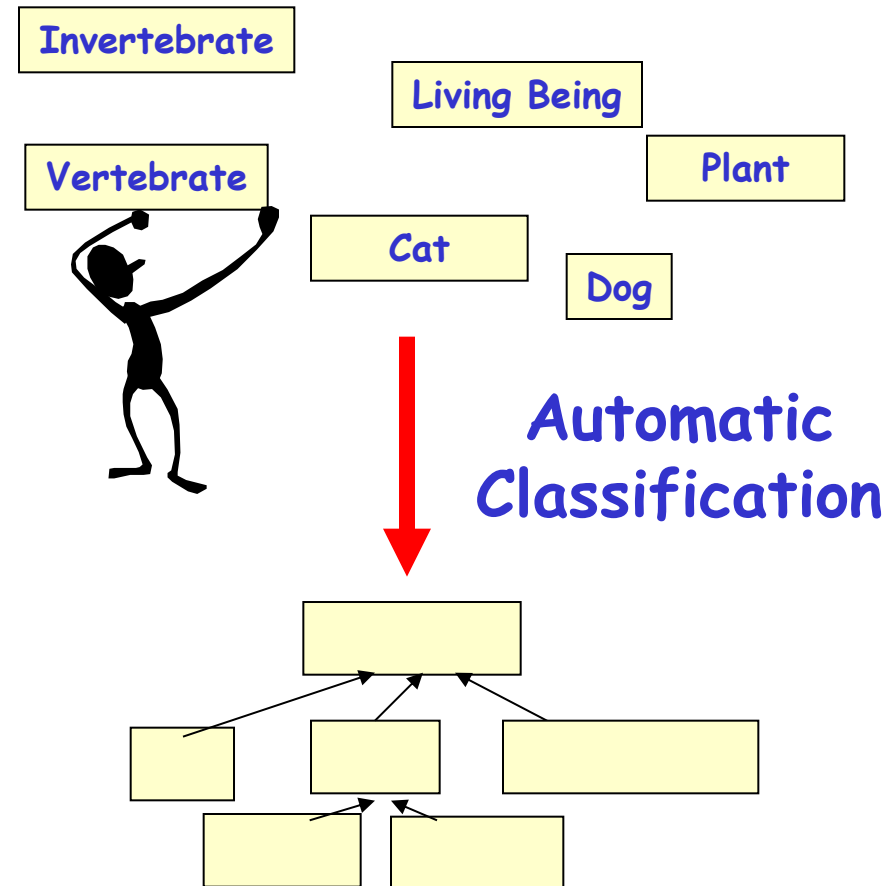 Invertebrate
Living Being
Plant
Vertebrate
Cat
Dog
Automatic
Classification